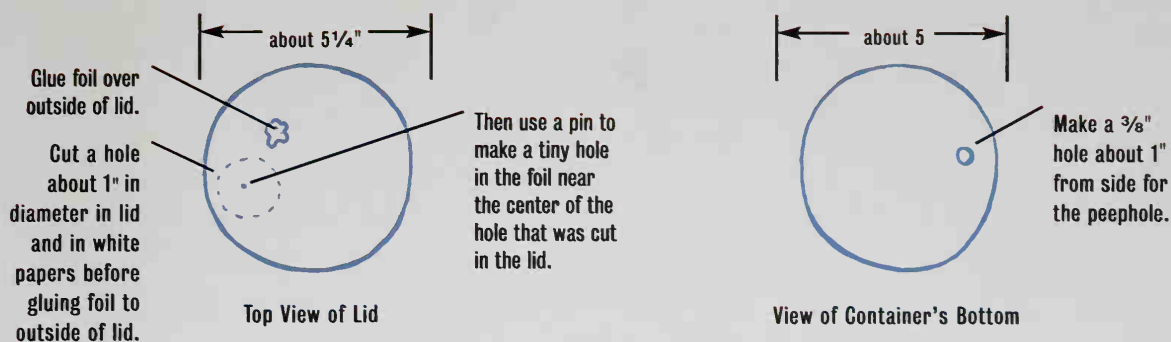 about 5¼"
Glue foil over
outside of lid.
Cut a hole
about 1" in
diameter in lid
and in white
papers before
gluing foil to
outside of lid.
Then use a pin to
make a tiny hole
in the foil near
the center of the
hole that was cut
in the lid.
Top View of Lid
about 5
Make a ⅜"
hole about 1"
from side for
the peephole.
View of Container's Bottom